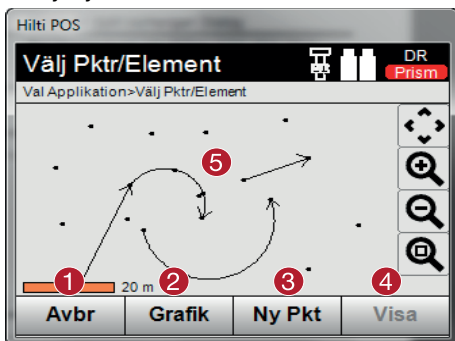 Hilti POS
Välj Pktr/Element
DR
Prism
Val Applikation>Välj Pktr/Eleme
5
1
20 m
2
3
4
Avbr
Grafik
Ny Pkt
Visa